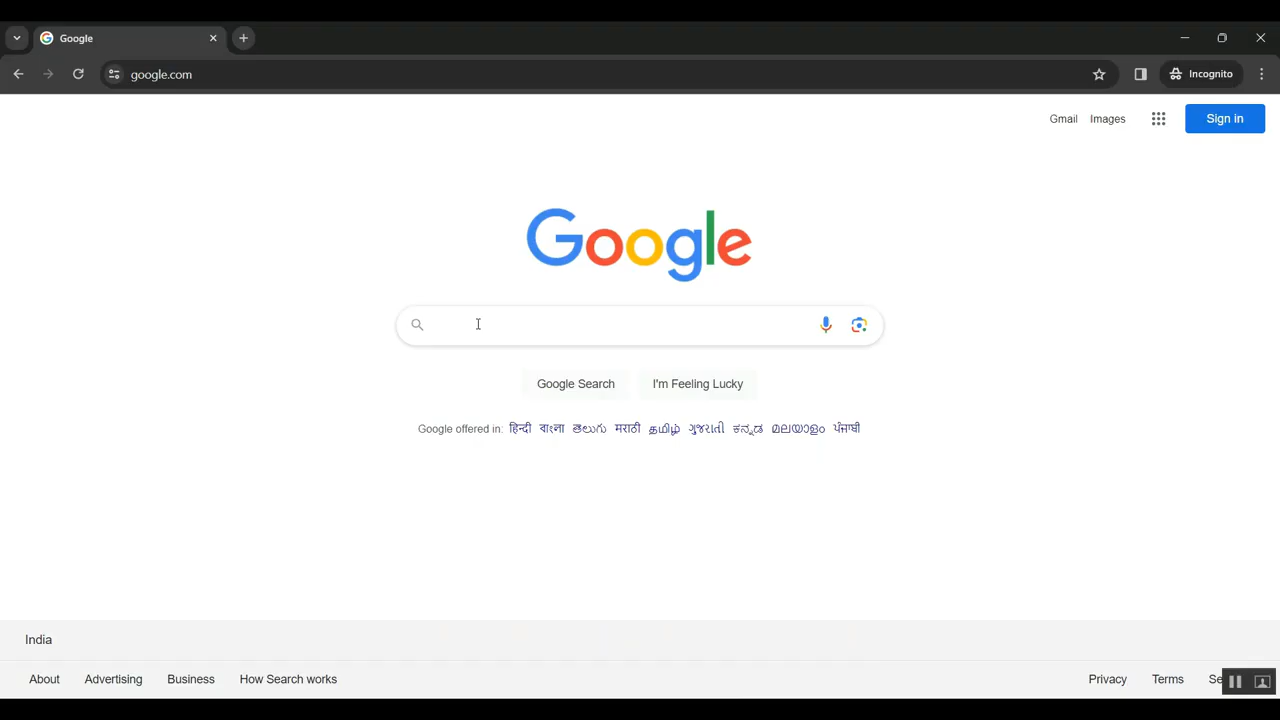 Google
google.com
Incognito
Gmail Images Sign in
Google
Google Search I'm Feeling Lucky
Google offered in: हिन्दी বাংলা తెలుగు मराठी தமிழ் ગુજરાતી ಕನ್ನಡ മലയാളം ਪੰਜਾਬੀ
India
About Advertising Business How Search works Privacy Terms